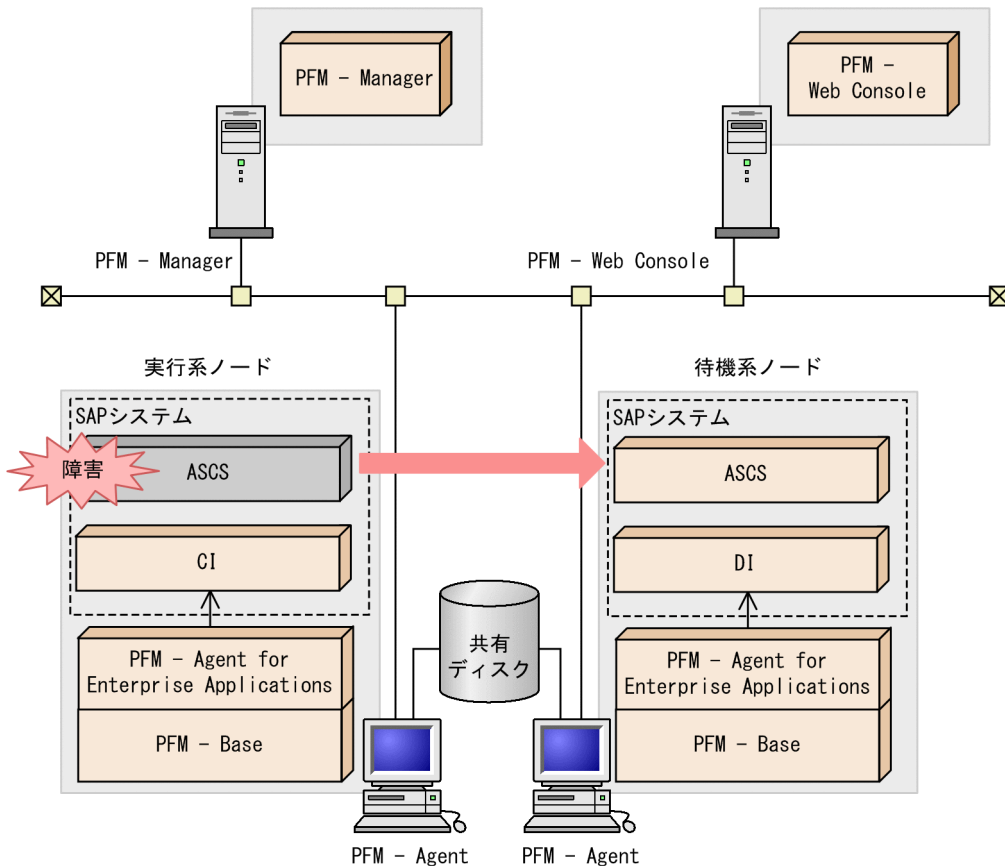 PFM - Manager
PFM -
Web Console
PFM - Manager
PFM - Web Console
実行系ノード
待機系ノード
SAPシステム
障害
ASCS
CI
PFM - Agent for
Enterprise Applications
PFM - Base
SAPシステム
ASCS
DI
PFM - Agent for
Enterprise Applications
PFM - Base
共有
ディスク
PFM - Agent
PFM - Agent